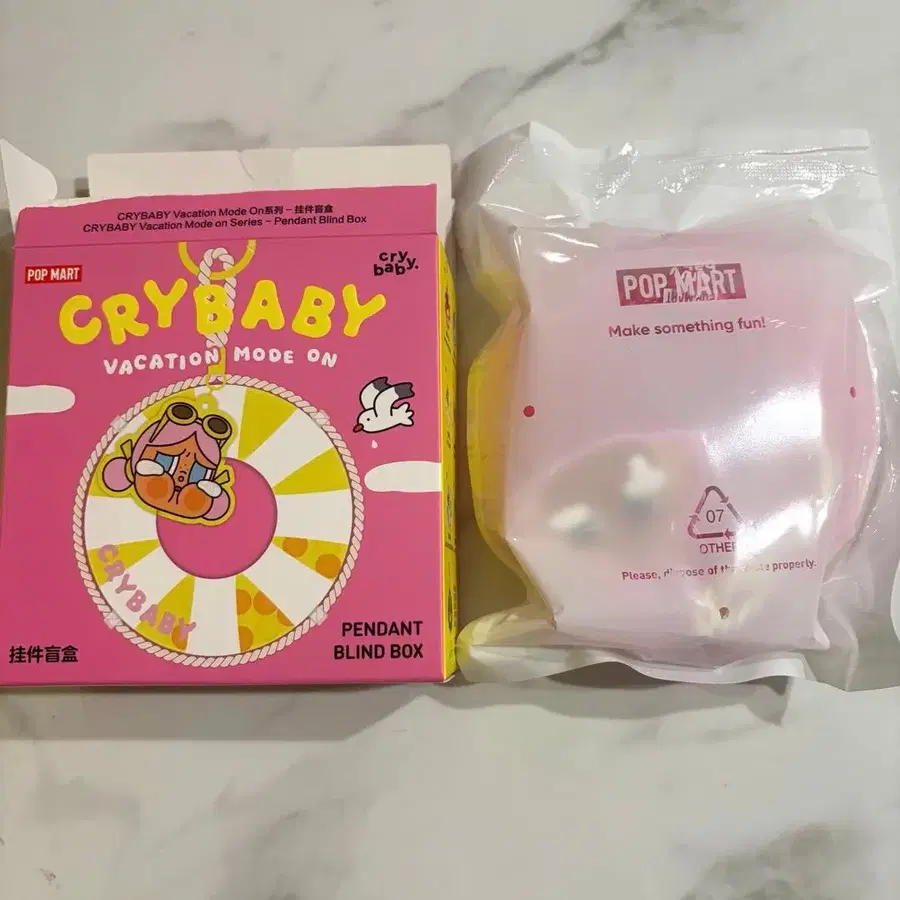 CRYBABY Vacation Mode On系列 - 挂件盲盒
CRYBABY Vacation Mode on Series - Pendant Blind Box
POP MART
cry
baby.
CRYBABY
VACATION MODE ON
CRYBABY
挂件盲盒
PENDANT
BLIND BOX
POP MART
Make something fun!
07
OTHER
Please, dispose of the waste properly.